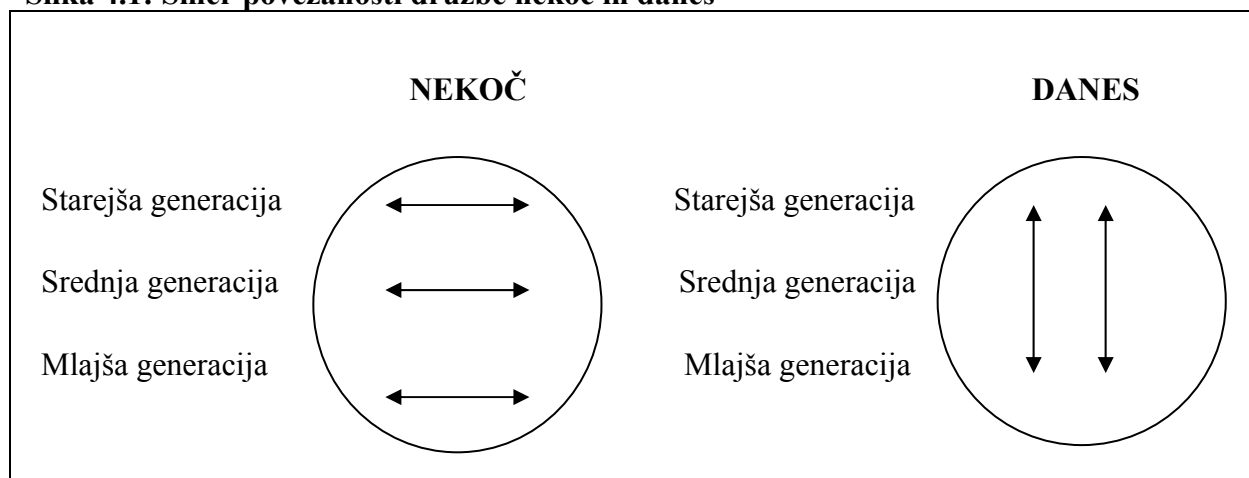 Slika 4.1: Smer povezanosti družbe nekoč in danes
NEKOČ
DANES
Starejša generacija
Srednja generacija
Mlajša generacija
Starejša generacija
Srednja generacija
Mlajša generacija